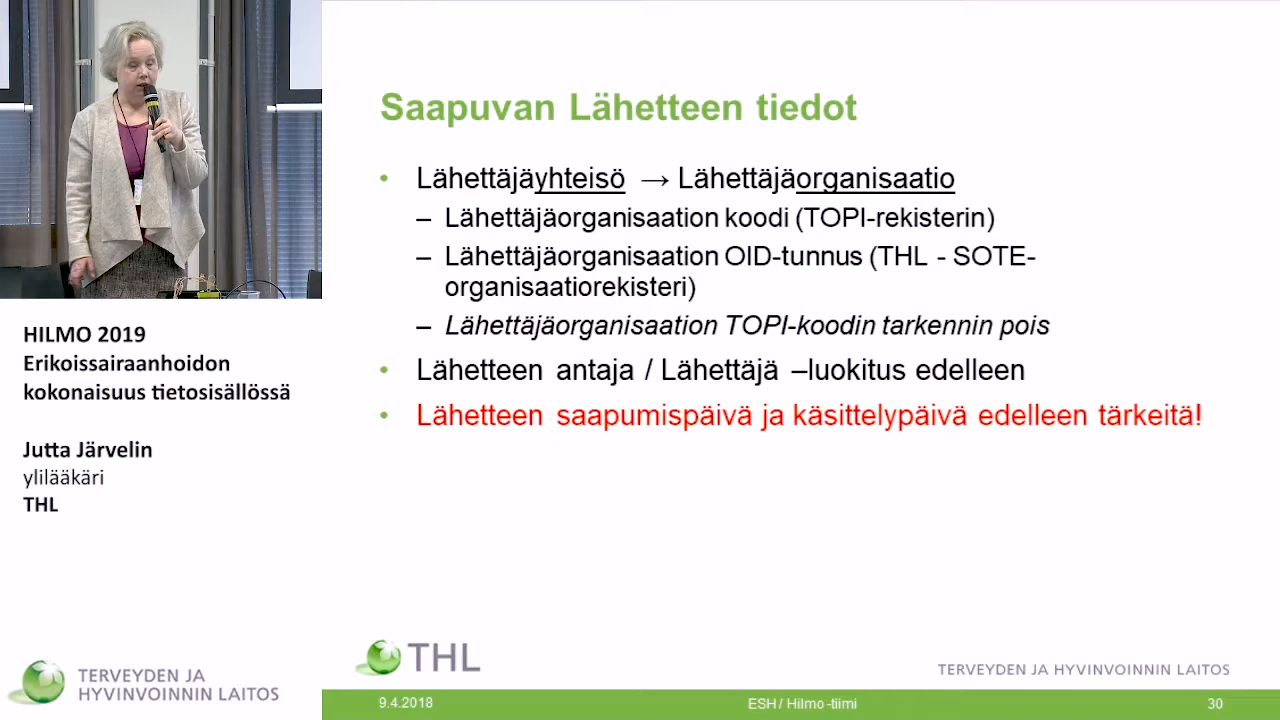 Saapuvan Lähetteen tiedot
• Lähettäjäyhteisö → Lähettäjäorganisaatio
– Lähettäjäorganisaation koodi (TOPI-rekisterin)
– Lähettäjäorganisaation OID-tunnus (THL - SOTE-
organisaatiorekisteri)
– Lähettäjäorganisaation TOPI-koodin tarkennin pois
• Lähetteen antaja / Lähettäjä –luokitus edelleen
• Lähetteen saapumispäivä ja käsittelypäivä edelleen tärkeitä!
HILMO 2019
Erikoissairaanhoidon
kokonaisuus tietosisällössä
Jutta Järvelin
ylilääkäri
THL
TERVEYDEN JA
HYVINVOINNIN LAITOS
THL
TERVEYDEN JA HYVINVOINNIN LAITOS
9.4.2018
ESH / Hilmo -tiimi
30